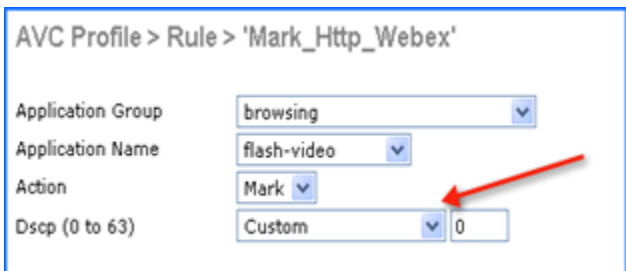 AVC Profile > Rule > 'Mark_Http_Webex'
Application Group browsing
Application Name flash-video
Action Mark
Dscp (0 to 63) Custom 0